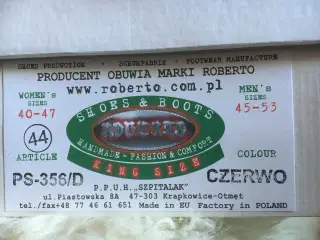 SHOES PRODUCTION • SCHUHFABRIK • FOOTWEAR MANUFACTURE
PRODUCENT OBUWIA MARKI ROBERTO
www.roberto.com.pl
WOMEN's
SIZES
40-47
SHOES & BOOTS
ROBERTO
HANDMADE - FASHION & COMFORT
KING SIZE
MEN's
SIZES
45-53
44
ARTICLE
COLOUR
PS-356/D
CZERWO
P.P.U.H. „SZPITALAK"
ul.Piastowska 8A 47-303 Krapkowice-Otmęt
tel./fax+48 77 46 61 651 Made in EU Factory in POLAND